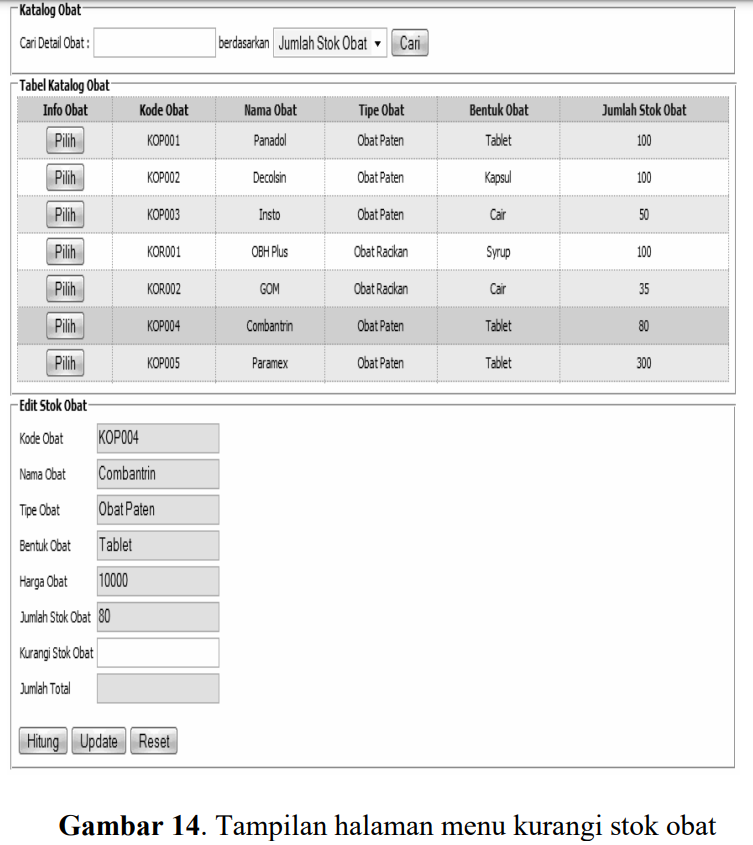 Katalog Obat
Cari Detail Obat : berdasarkan Jumlah Stok Obat Cari
Tabel Katalog Obat
Info Obat Kode Obat Nama Obat Tipe Obat Bentuk Obat Jumlah Stok Obat
Pilih KOP001 Panadol Obat Paten Tablet 100
Pilih KOP002 Decolsin Obat Paten Kapsul 100
Pilih KOP003 Insto Obat Paten Cair 50
Pilih KOR001 OBH Plus Obat Racikan Syrup 100
Pilih KOR002 GOM Obat Racikan Cair 35
Pilih KOP004 Combantrin Obat Paten Tablet 80
Pilih KOP005 Paramex Obat Paten Tablet 300
Edit Stok Obat
Kode Obat KOP004
Nama Obat Combantrin
Tipe Obat Obat Paten
Bentuk Obat Tablet
Harga Obat 10000
Jumlah Stok Obat 80
Kurangi Stok Obat
Jumlah Total
Hitung Update Reset
Gambar 14. Tampilan halaman menu kurangi stok obat